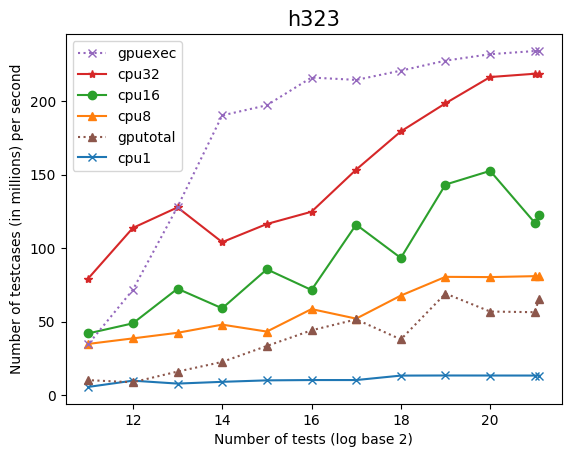 h323
gpuexec
cpu32
cpu16
cpu8
gputotal
cpu1
Number of testcases (in millions) per second
200
150
100
50
0
12
14
16
18
20
Number of tests (log base 2)